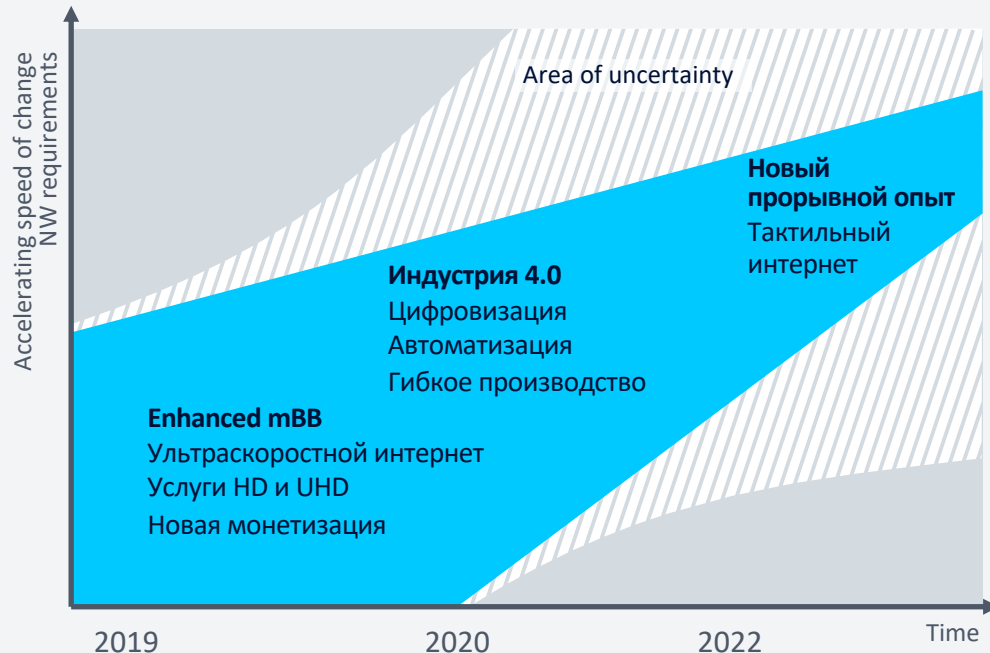 Accelerating speed of change
NW requirements
Area of uncertainty
Новый
прорывной опыт
Тактильный
интернет
Индустрия 4.0
Цифровизация
Автоматизация
Гибкое производство
Enhanced mBB
Ультраскоростной интернет
Услуги HD и UHD
Новая монетизация
2019
2020
2022
Time